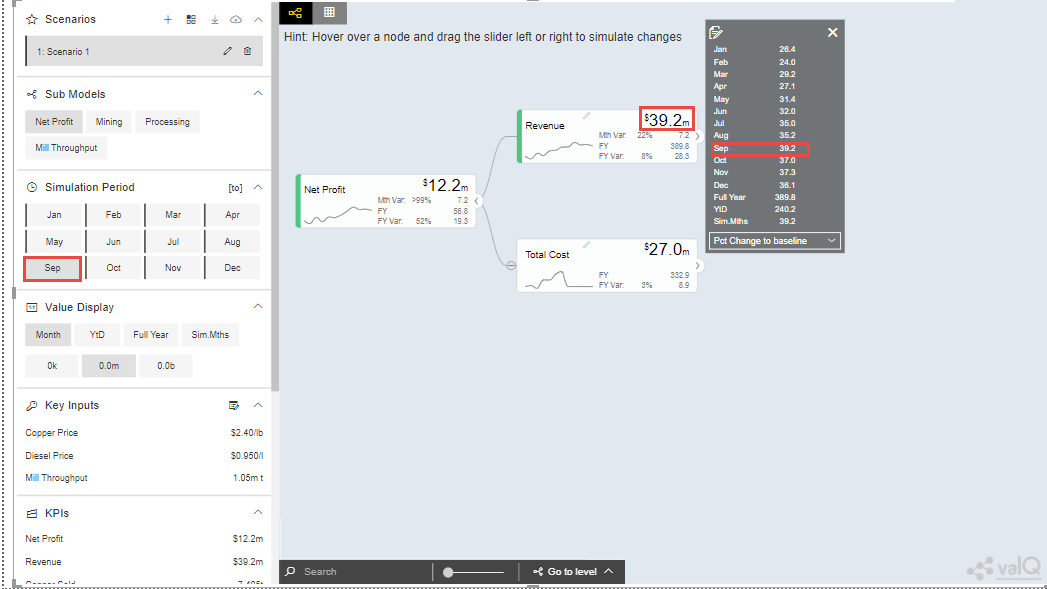 Scenarios
1: Scenario 1
Sub Models
Net Profit Mining Processing
Mill Throughput
Simulation Period [to]
Jan Feb Mar Apr
May Jun Jul Aug
Sep Oct Nov Dec
Value Display
Month YtD Full Year Sim.Mths
0k 0.0m 0.0b
Key Inputs
Copper Price $2.40/lb
Diesel Price $0.950/l
Mill Throughput 1.05m t
KPIs
Net Profit $12.2m
Revenue $39.2m
Hint: Hover over a node and drag the slider left or right to simulate changes
Net Profit $12.2m
Mth Var: >99% 7.2
FY 56.8
FY Var: 52% 19.3
Revenue $39.2m
Mth Var: 22% 7.2
FY 389.8
FY Var: 8% 28.3
Total Cost $27.0m
FY 332.9
FY Var: 3% 8.9
Jan 26.4
Feb 24.0
Mar 29.2
Apr 27.1
May 31.4
Jun 32.0
Jul 35.0
Aug 35.2
Sep 39.2
Oct 37.0
Nov 37.3
Dec 36.1
Full Year 389.8
YtD 240.2
Sim.Mths 39.2
Pct Change to baseline
Search Go to level
valQ